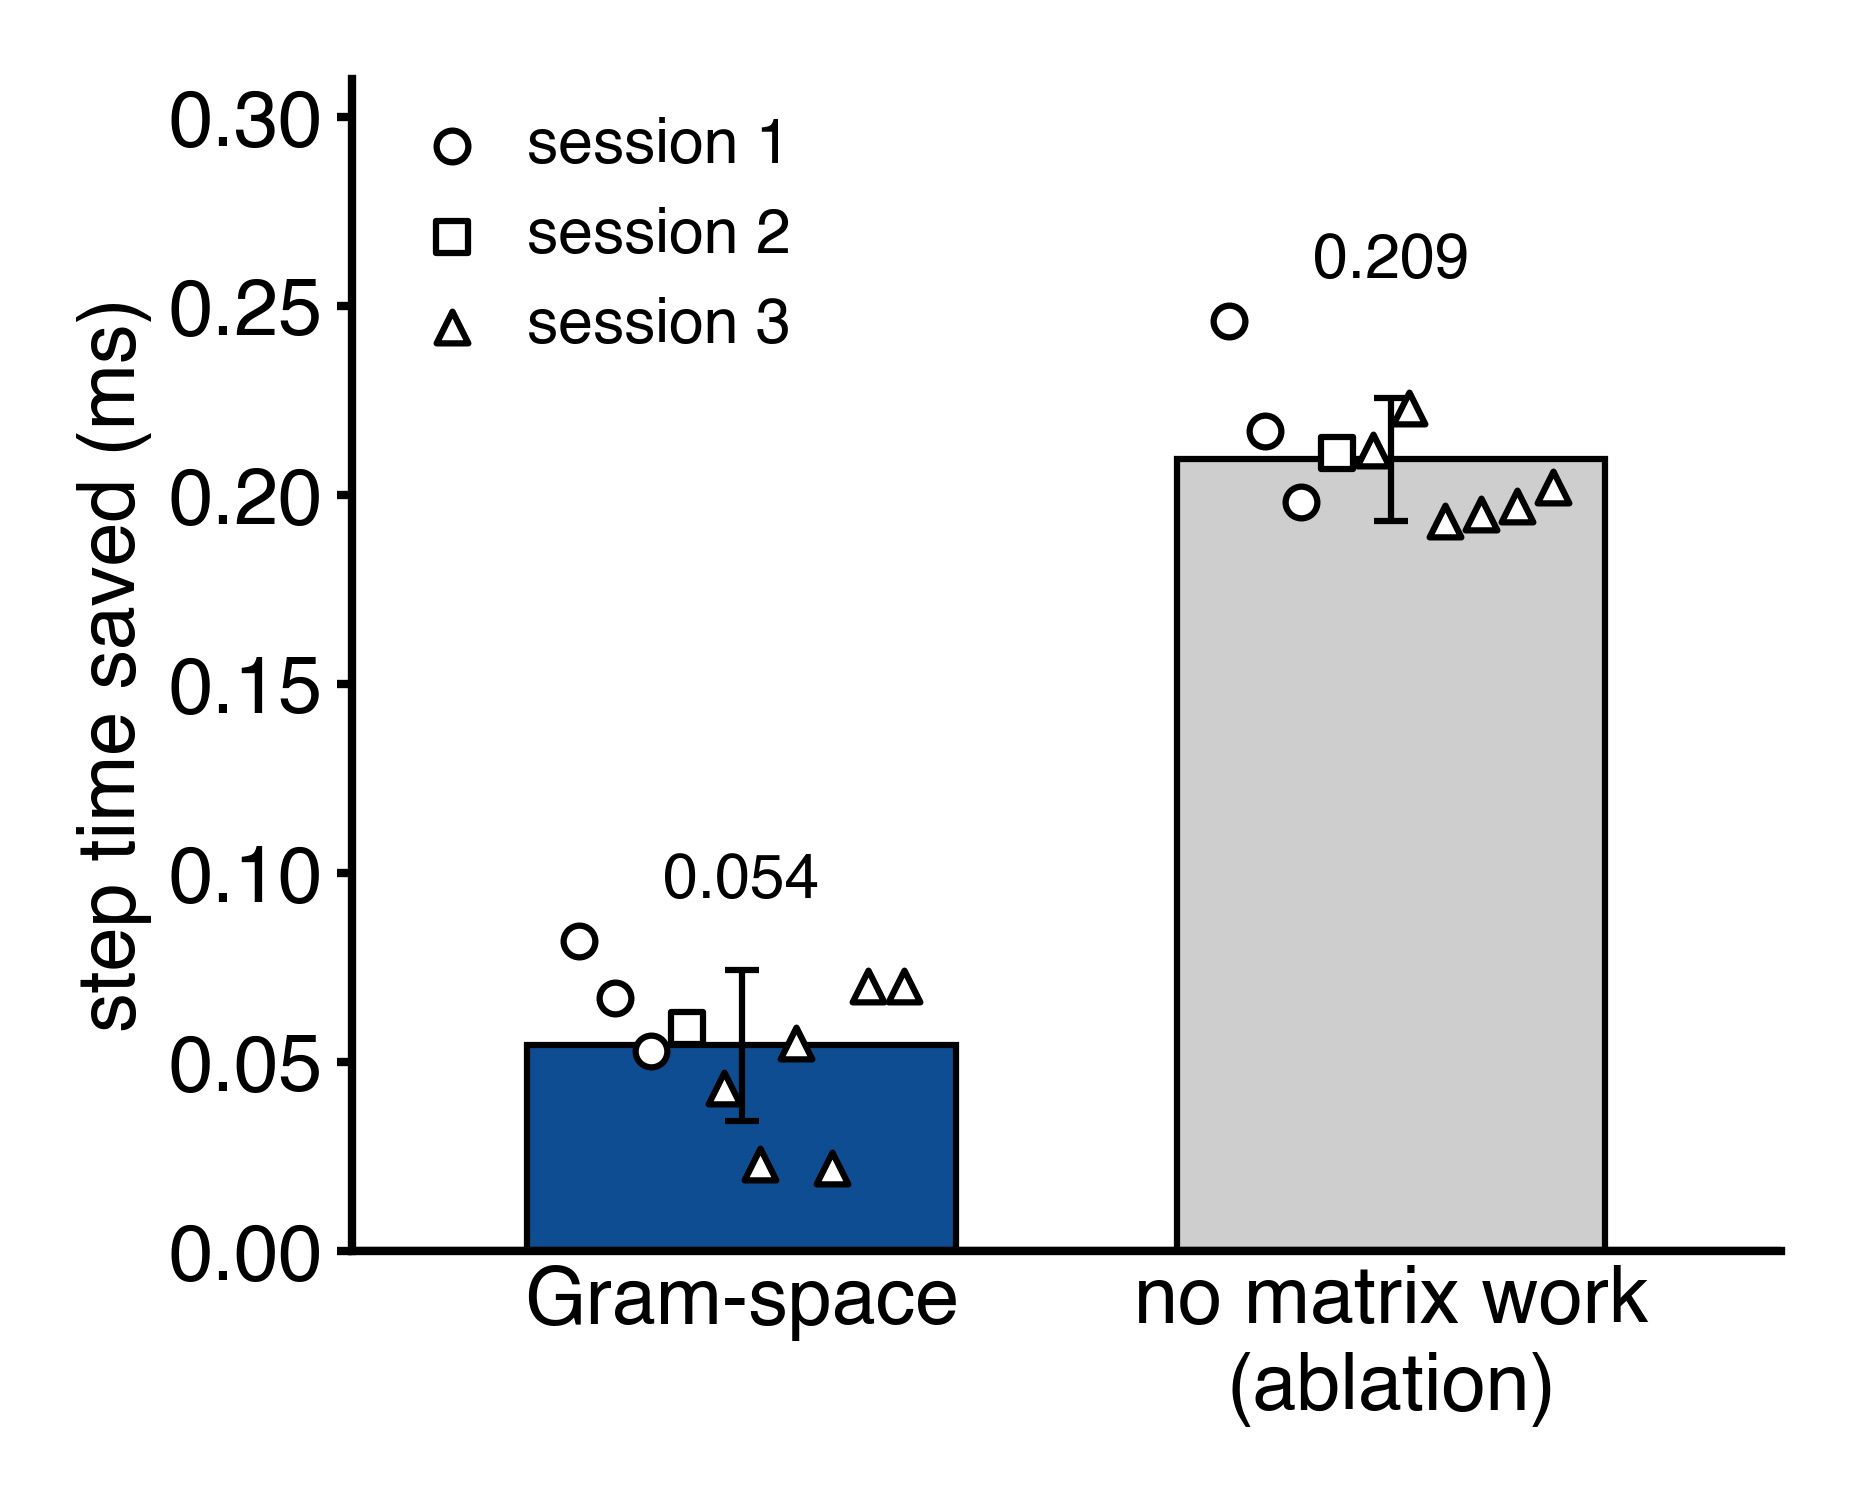 step time saved (ms)
0.30
0.25
0.20
0.15
0.10
0.05
0.00
session 1
session 2
session 3
0.054
0.209
Gram-space
no matrix work
(ablation)